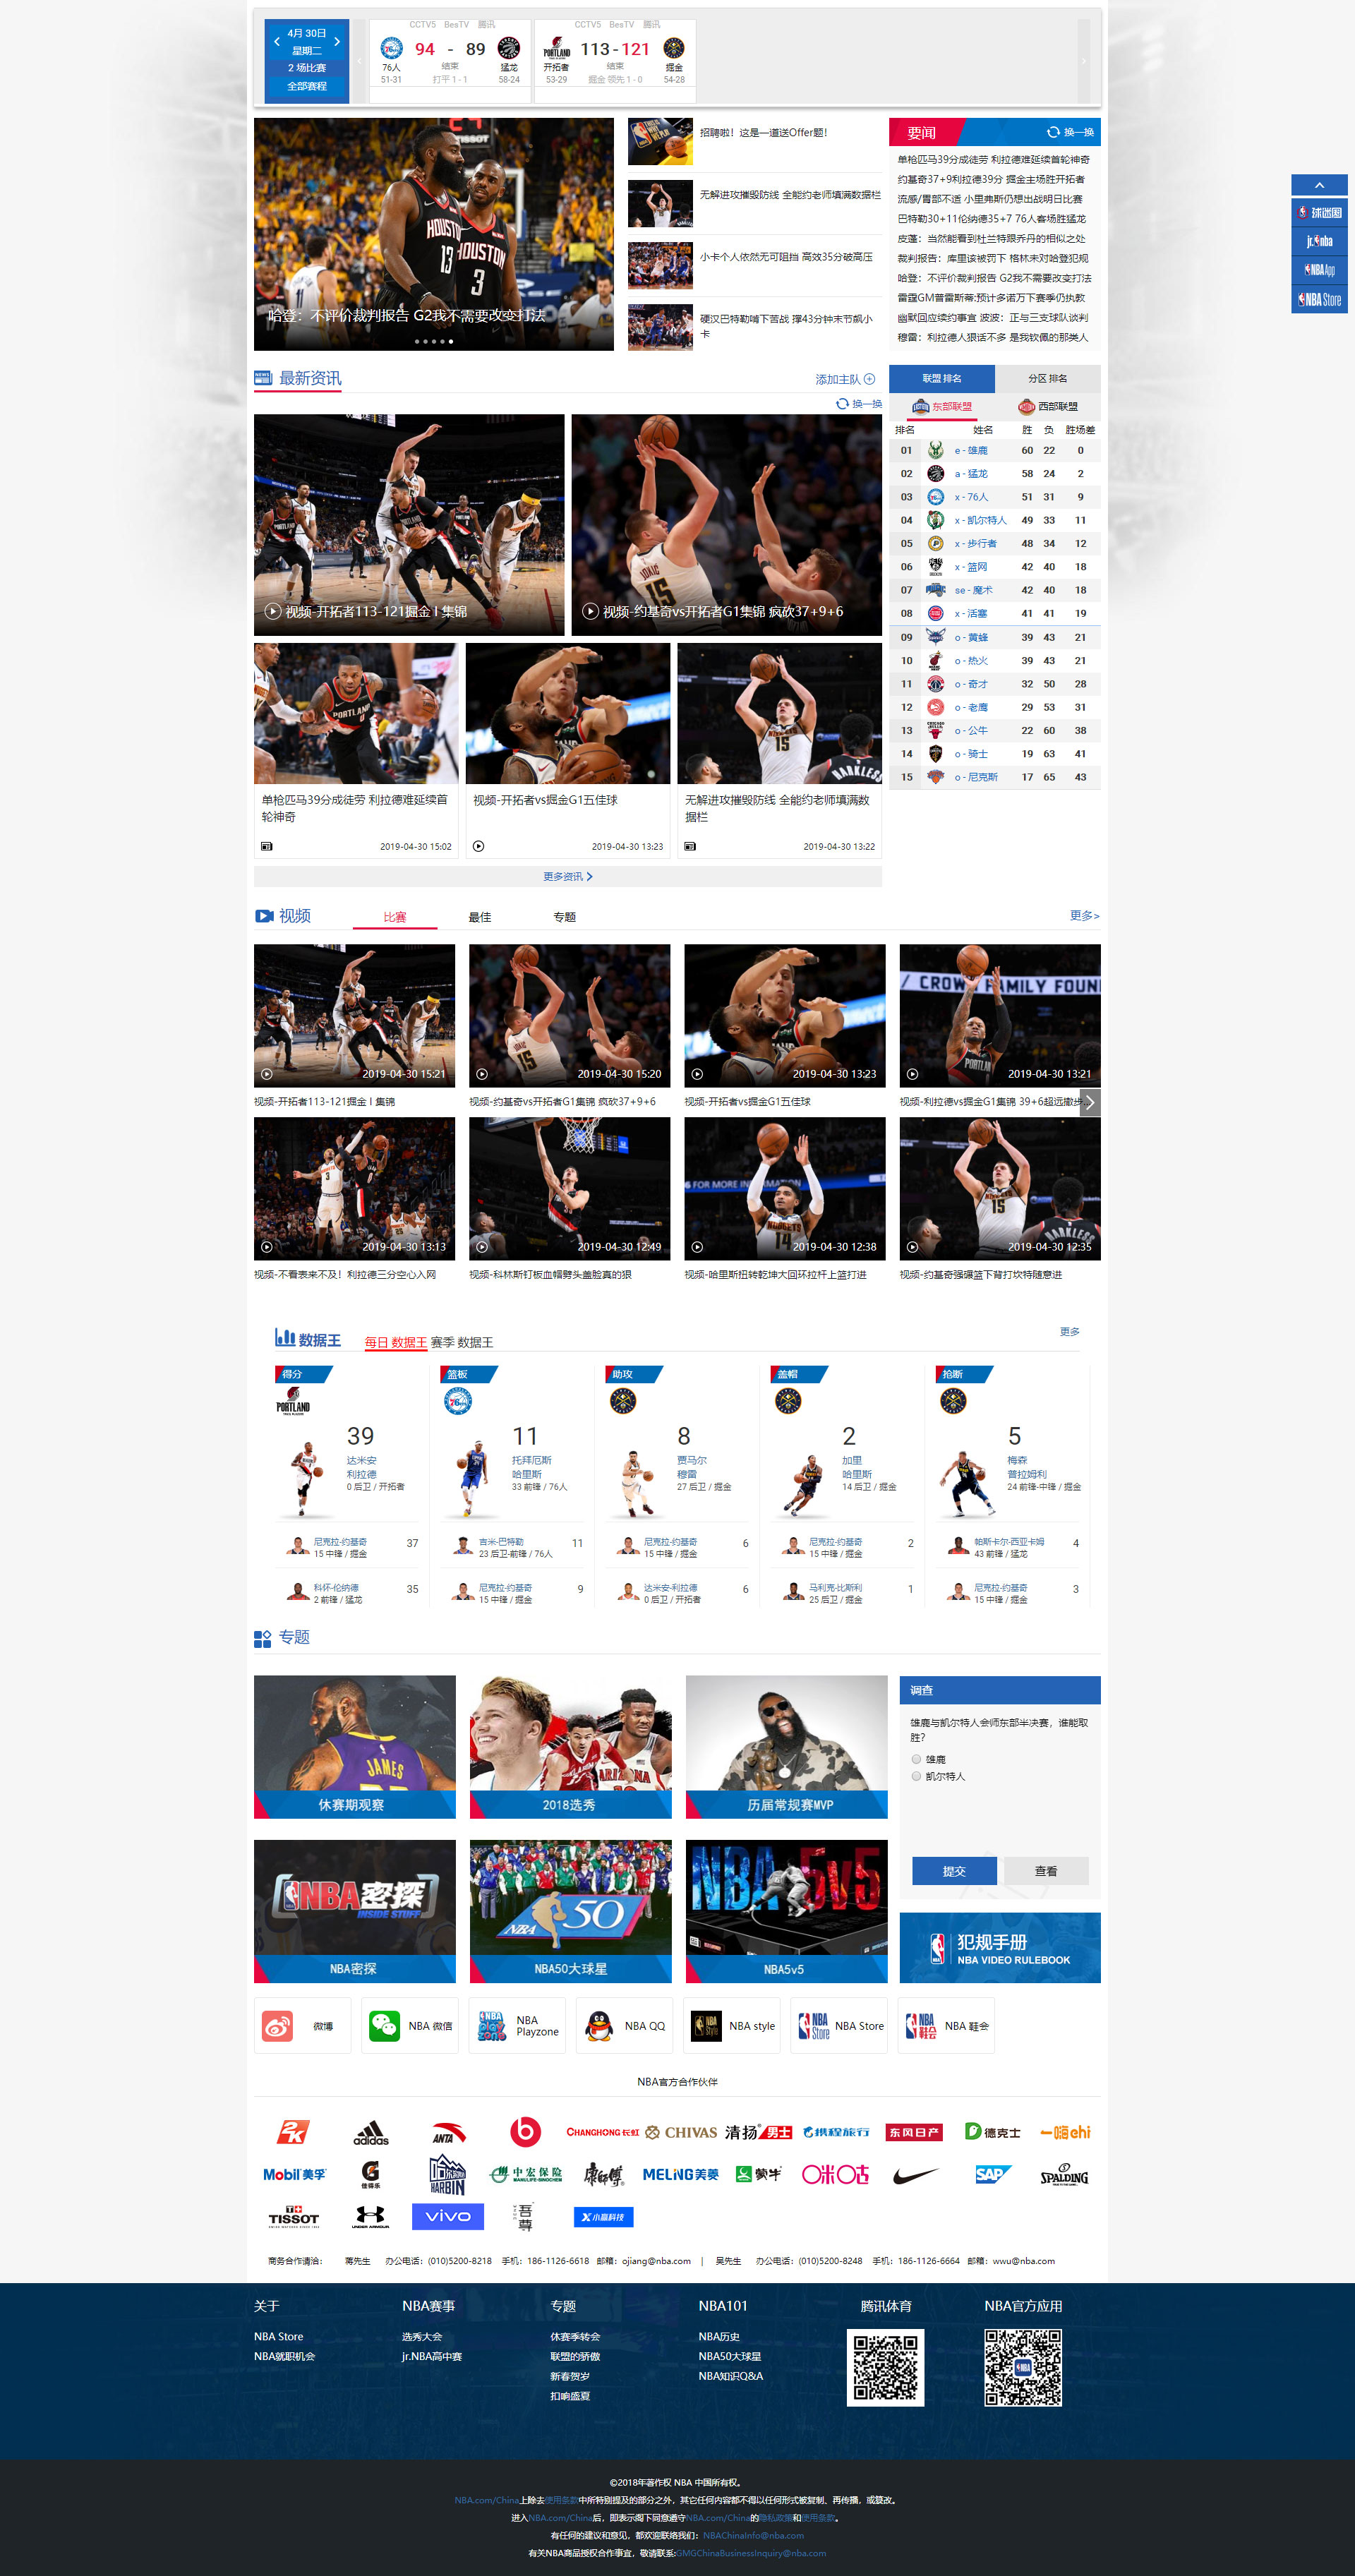 4月 30日
星期二
2 场比赛
全部赛程
CCTV5 BesTV 腾讯
94 - 89
76人 结束 猛龙
51-31 打平 1 - 1 58-24
CCTV5 BesTV 腾讯
113 - 121
开拓者 结束 掘金
53-29 掘金 领先 1 - 0 54-28
哈登：不评价裁判报告 G2我不需要改变打法
招聘啦！这是一道送Offer题！
无解进攻摧毁防线 全能约老师填满数据栏
小卡个人依然无可阻挡 高效35分破高压
硬汉巴特勒啃下苦战 撑43分钟末节飙小卡
要闻 换一换
单枪匹马39分成徒劳 利拉德难延续首轮神奇
约基奇37+9利拉德39分 掘金主场胜开拓者
流感/胃部不适 小里弗斯仍想出战明日比赛
巴特勒30+11伦纳德35+7 76人客场胜猛龙
皮蓬：当然能看到杜兰特跟乔丹的相似之处
裁判报告：库里该被罚下 格林未对哈登犯规
哈登：不评价裁判报告 G2我不需要改变打法
雷霆GM普雷斯蒂:预计多诺万下赛季仍执教
幽默回应续约事宜 波波：正与三支球队谈判
穆雷：利拉德人狠话不多 是我钦佩的那类人
球迷圈
jr.nba
NBA App
NBA Store
最新资讯 添加主队
换一换
视频-开拓者113-121掘金 I 集锦
视频-约基奇vs开拓者G1集锦 疯砍37+9+6
单枪匹马39分成徒劳 利拉德难延续首轮神奇
2019-04-30 15:02
视频-开拓者vs掘金G1五佳球
2019-04-30 13:23
无解进攻摧毁防线 全能约老师填满数据栏
2019-04-30 13:22
更多资讯
联盟 排名 分区 排名
东部联盟 西部联盟
排名 姓名 胜 负 胜场差
01 e - 雄鹿 60 22 0
02 a - 猛龙 58 24 2
03 x - 76人 51 31 9
04 x - 凯尔特人 49 33 11
05 x - 步行者 48 34 12
06 x - 篮网 42 40 18
07 se - 魔术 42 40 18
08 x - 活塞 41 41 19
09 o - 黄蜂 39 43 21
10 o - 热火 39 43 21
11 o - 奇才 32 50 28
12 o - 老鹰 29 53 31
13 o - 公牛 22 60 38
14 o - 骑士 19 63 41
15 o - 尼克斯 17 65 43
视频 比赛 最佳 专题 更多>
2019-04-30 15:21
视频-开拓者113-121掘金 I 集锦
2019-04-30 15:20
视频-约基奇vs开拓者G1集锦 疯砍37+9+6
2019-04-30 13:23
视频-开拓者vs掘金G1五佳球
2019-04-30 13:21
视频-利拉德vs掘金G1集锦 39+6超远撤步...
2019-04-30 13:13
视频-不看表来不及！利拉德三分空心入网
2019-04-30 12:49
视频-科林斯钉板血帽劈头盖脸真的狠
2019-04-30 12:38
视频-哈里斯扭转乾坤大回环拉杆上篮打进
2019-04-30 12:35
视频-约基奇强碾篮下背打坎特随意进
数据王 每日 数据王 赛季 数据王 更多
得分
39
达米安
利拉德
0 后卫 / 开拓者
尼克拉-约基奇 37
15 中锋 / 掘金
科怀-伦纳德 35
2 前锋 / 猛龙
篮板
11
托拜厄斯
哈里斯
33 前锋 / 76人
吉米-巴特勒 11
23 后卫-前锋 / 76人
尼克拉-约基奇 9
15 中锋 / 掘金
助攻
8
贾马尔
穆雷
27 后卫 / 掘金
尼克拉-约基奇 6
15 中锋 / 掘金
达米安-利拉德 6
0 后卫 / 开拓者
盖帽
2
加里
哈里斯
14 后卫 / 掘金
尼克拉-约基奇 2
15 中锋 / 掘金
马利克-比斯利 1
25 后卫 / 掘金
抢断
5
梅森
普拉姆利
24 前锋-中锋 / 掘金
帕斯卡尔-西亚卡姆 4
43 前锋 / 猛龙
尼克拉-约基奇 3
15 中锋 / 掘金
专题
休赛期观察
2018选秀
历届常规赛MVP
NBA密探
NBA50大球星
NBA5v5
调查
雄鹿与凯尔特人会师东部半决赛，谁能取胜？
雄鹿
凯尔特人
提交 查看
犯规手册
NBA VIDEO RULEBOOK
微博
NBA 微信
NBA Playzone
NBA QQ
NBA style
NBA Store
NBA 鞋会
NBA官方合作伙伴
2K adidas ANTA CHANGHONG 长虹 CHIVAS 清扬男士 携程旅行 东风日产 德克士 一嗨ehi
Mobil 美孚 佳得乐 HARBIN 中宏保险 MANULIFE-SINOCHEM 康师傅 MELING美菱 蒙牛 咪咕 SAP SPALDING
TISSOT UNDER ARMOUR vivo 吾尊 小赢科技
商务合作请洽： 蒋先生 办公电话：(010)5200-8218 手机：186-1126-6618 邮箱：ojiang@nba.com | 吴先生 办公电话：(010)5200-8248 手机：186-1126-6664 邮箱：wwu@nba.com
关于
NBA Store
NBA就职机会
NBA赛事
选秀大会
jr.NBA高中赛
专题
休赛季转会
联盟的骄傲
新春贺岁
扣响盛夏
NBA101
NBA历史
NBA50大球星
NBA知识Q&A
腾讯体育
NBA官方应用
©2018年著作权 NBA 中国所有权。
NBA.com/China上除去使用条款中所特别提及的部分之外，其它任何内容都不得以任何形式被复制、再传播，或篡改。
进入NBA.com/China后，即表示阁下同意遵守NBA.com/China的隐私政策和使用条款。
有任何的建议和意见，都欢迎联络我们：NBAChinaInfo@nba.com
有关NBA商品授权合作事宜，敬请联系:GMGChinaBusinessInquiry@nba.com